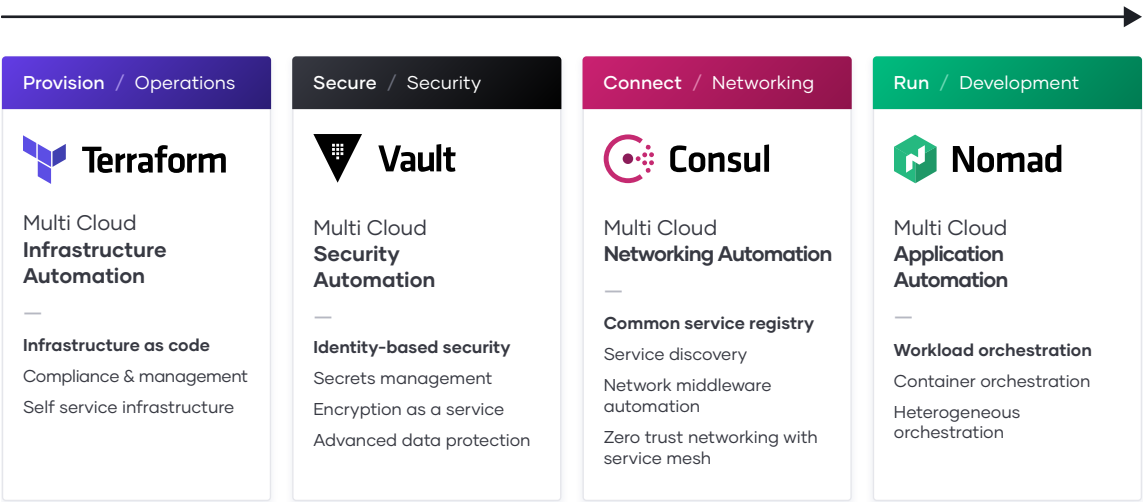 Provision / Operations
Terraform
Multi Cloud
Infrastructure
Automation
—
Infrastructure as code
Compliance & management
Self service infrastructure
Secure / Security
Vault
Multi Cloud
Security
Automation
—
Identity-based security
Secrets management
Encryption as a service
Advanced data protection
Connect / Networking
Consul
Multi Cloud
Networking Automation
—
Common service registry
Service discovery
Network middleware
automation
Zero trust networking with
service mesh
Run / Development
Nomad
Multi Cloud
Application
Automation
—
Workload orchestration
Container orchestration
Heterogeneous
orchestration